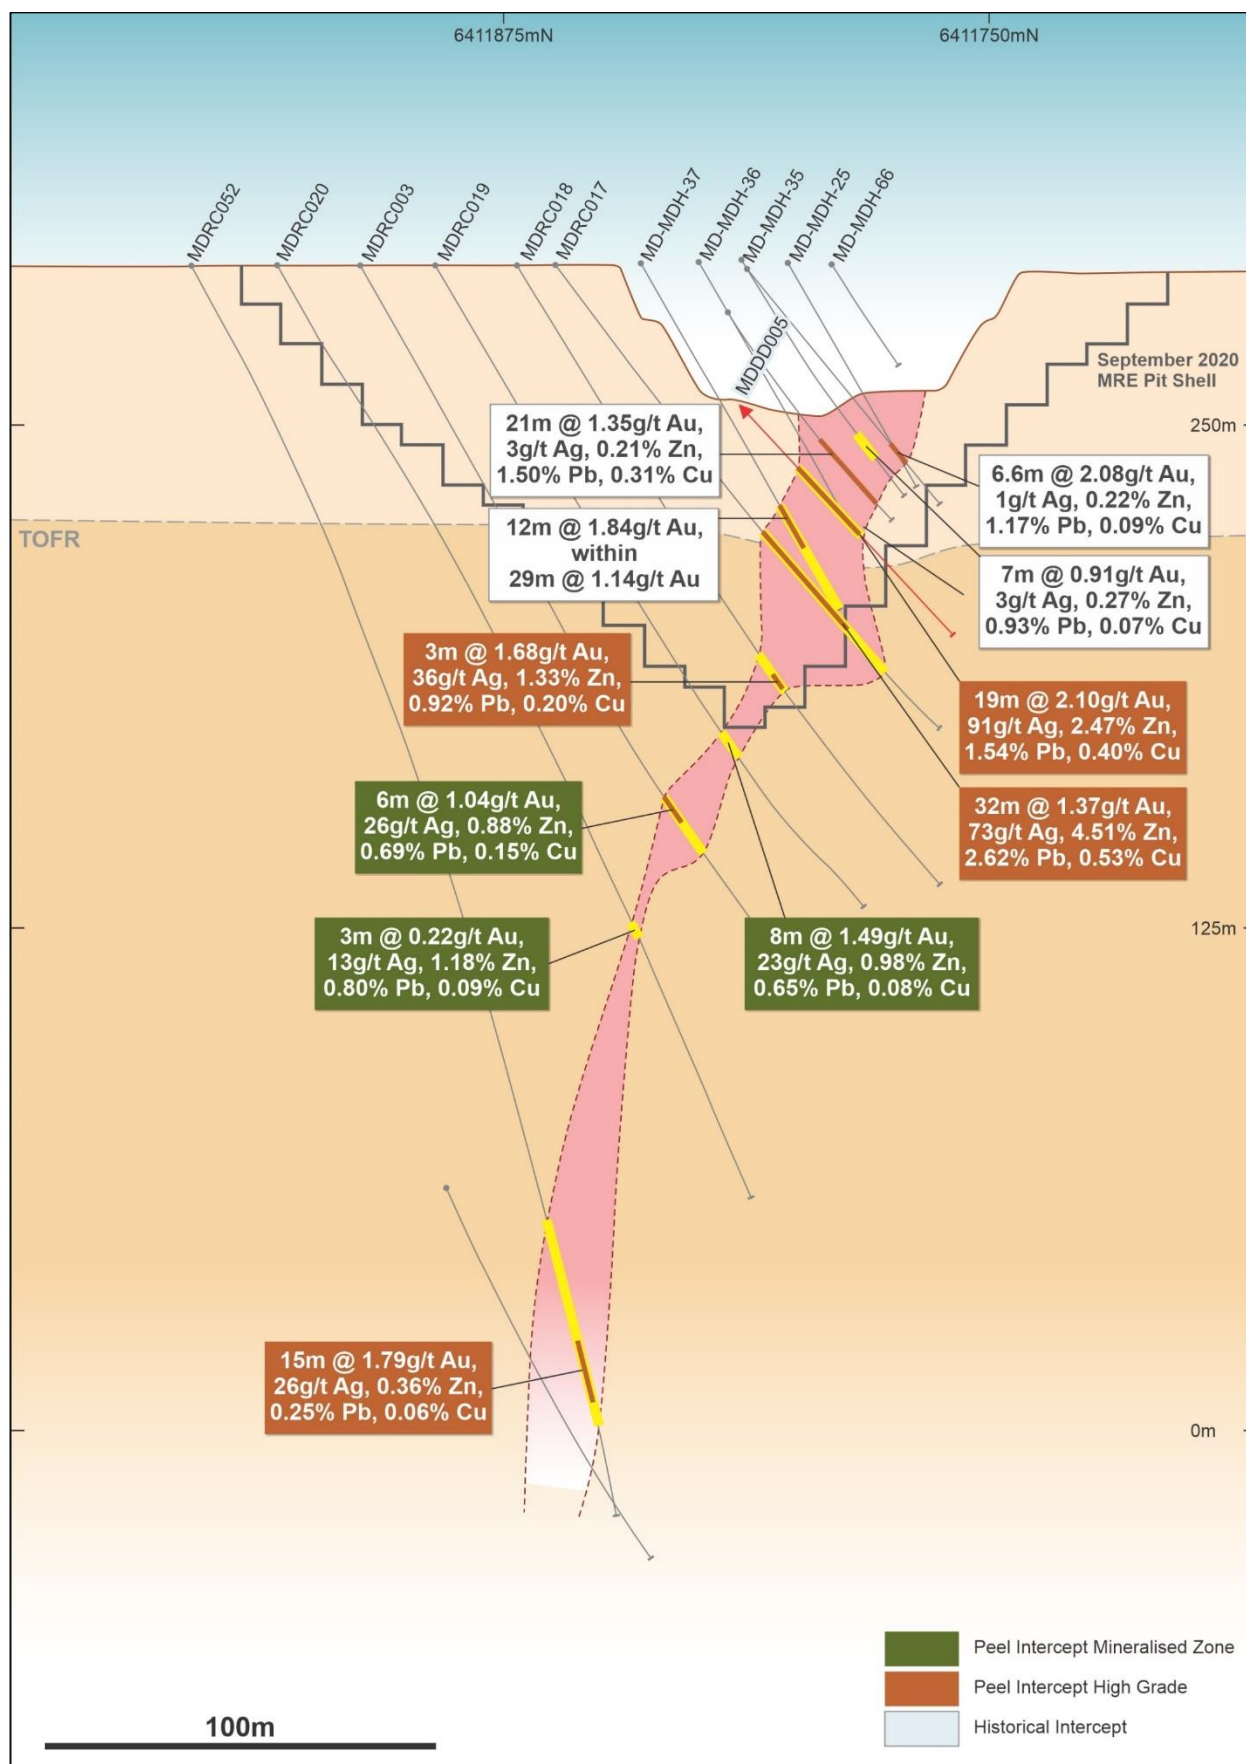 6411875mN
6411750mN
MDRC052
MDRC020
MDRC003
MDRC019
MDRC018
MDRC017
MD-MDH-37
MD-MDH-36
MD-MDH-35
MD-MDH-25
MD-MDH-66
MDDD005
September 2020
MRE Pit Shell
250m
21m @ 1.35g/t Au,
3g/t Ag, 0.21% Zn,
1.50% Pb, 0.31% Cu
6.6m @ 2.08g/t Au,
1g/t Ag, 0.22% Zn,
1.17% Pb, 0.09% Cu
TOFR
12m @ 1.84g/t Au,
within
29m @ 1.14g/t Au
7m @ 0.91g/t Au,
3g/t Ag, 0.27% Zn,
0.93% Pb, 0.07% Cu
3m @ 1.68g/t Au,
36g/t Ag, 1.33% Zn,
0.92% Pb, 0.20% Cu
19m @ 2.10g/t Au,
91g/t Ag, 2.47% Zn,
1.54% Pb, 0.40% Cu
6m @ 1.04g/t Au,
26g/t Ag, 0.88% Zn,
0.69% Pb, 0.15% Cu
32m @ 1.37g/t Au,
73g/t Ag, 4.51% Zn,
2.62% Pb, 0.53% Cu
3m @ 0.22g/t Au,
13g/t Ag, 1.18% Zn,
0.80% Pb, 0.09% Cu
8m @ 1.49g/t Au,
23g/t Ag, 0.98% Zn,
0.65% Pb, 0.08% Cu
125m
15m @ 1.79g/t Au,
26g/t Ag, 0.36% Zn,
0.25% Pb, 0.06% Cu
0m
Peel Intercept Mineralised Zone
Peel Intercept High Grade
Historical Intercept
100m